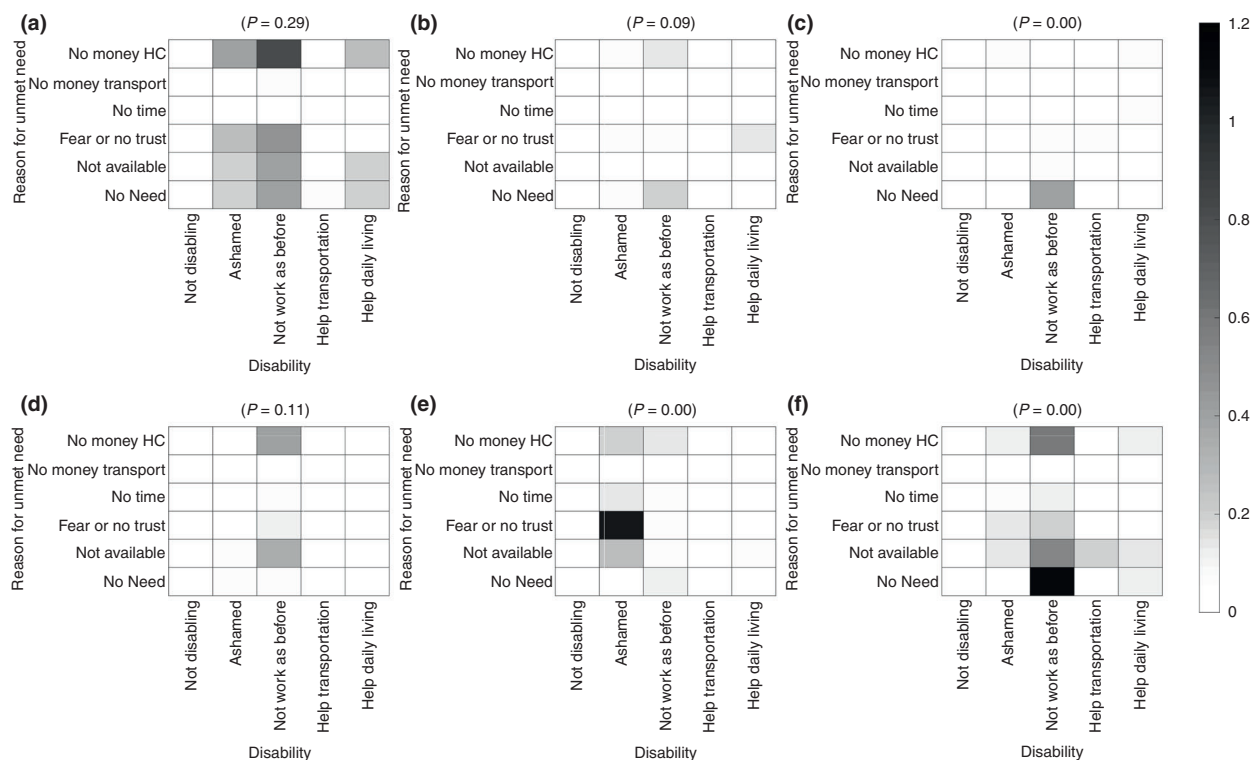 (a)
(P = 0.29)
Reason for unmet need
No money HC
No money transport
No time
Fear or no trust
Not available
No Need
Not disabling
Ashamed
Not work as before
Help transportation
Help daily living
Disability
(b)
(P = 0.09)
Reason for unmet need
No money HC
No money transport
No time
Fear or no trust
Not available
No Need
Not disabling
Ashamed
Not work as before
Help transportation
Help daily living
Disability
(c)
(P = 0.00)
Reason for unmet need
No money HC
No money transport
No time
Fear or no trust
Not available
No Need
Not disabling
Ashamed
Not work as before
Help transportation
Help daily living
Disability
(d)
(P = 0.11)
Reason for unmet need
No money HC
No money transport
No time
Fear or no trust
Not available
No Need
Not disabling
Ashamed
Not work as before
Help transportation
Help daily living
Disability
(e)
(P = 0.00)
Reason for unmet need
No money HC
No money transport
No time
Fear or no trust
Not available
No Need
Not disabling
Ashamed
Not work as before
Help transportation
Help daily living
Disability
(f)
(P = 0.00)
Reason for unmet need
No money HC
No money transport
No time
Fear or no trust
Not available
No Need
Not disabling
Ashamed
Not work as before
Help transportation
Help daily living
Disability
1.2
1
0.8
0.6
0.4
0.2
0